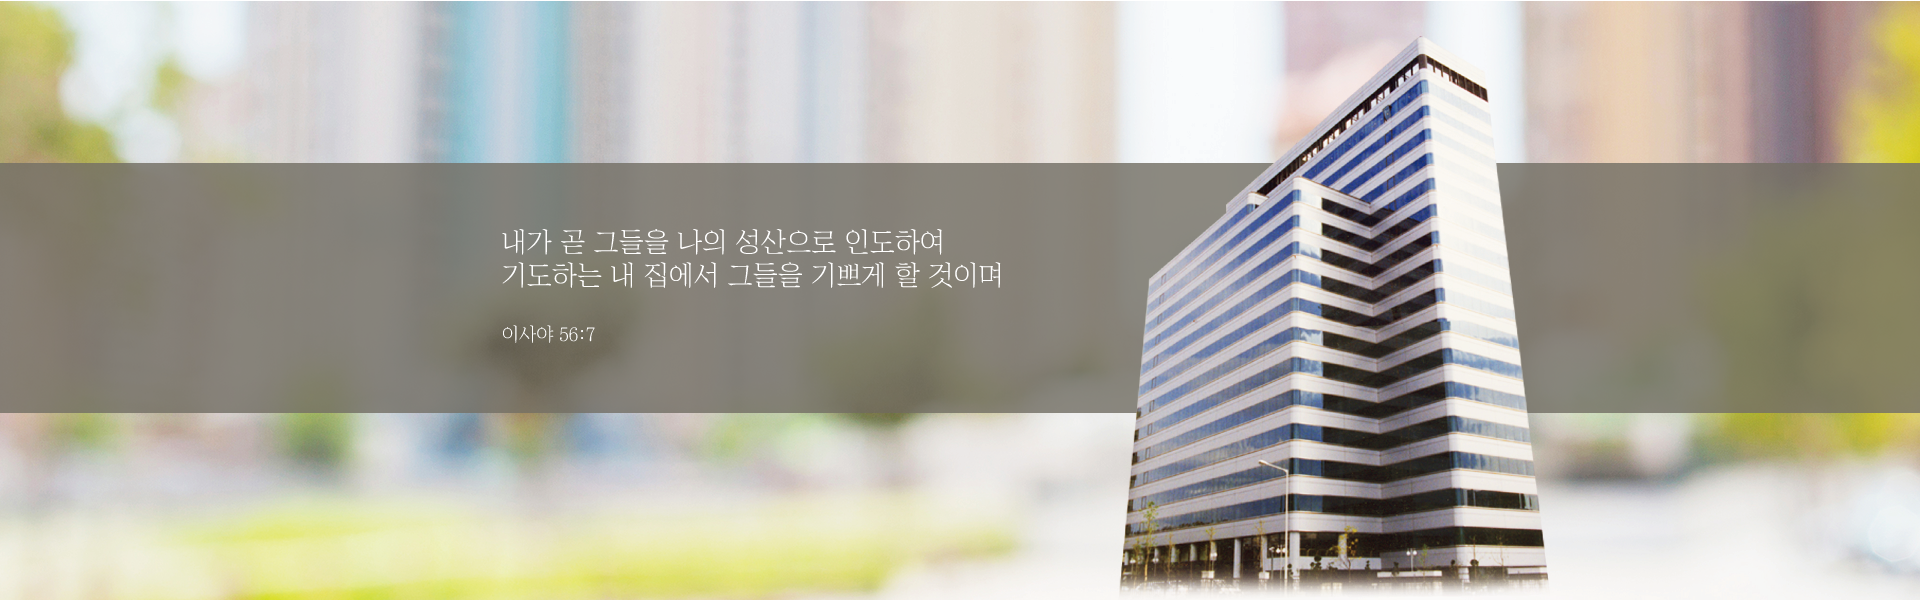 내가 곧 그들을 나의 성산으로 인도하여
기도하는 내 집에서 그들을 기쁘게 할 것이며
이사야 56:7